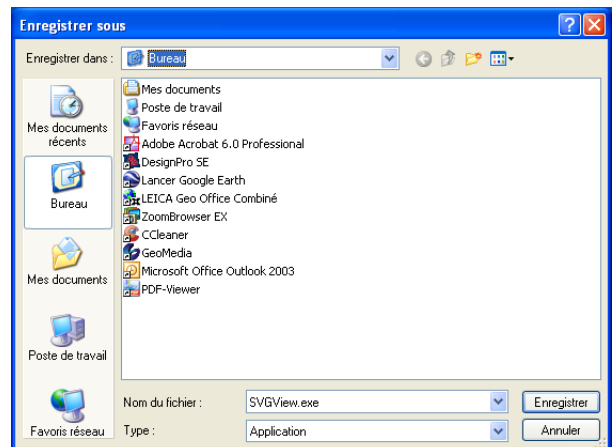 Enregistrer sous
Enregistrer dans :
Bureau
Mes documents récents
Bureau
Mes documents
Poste de travail
Favoris réseau
Mes documents
Poste de travail
Favoris réseau
Adobe Acrobat 6.0 Professional
DesignPro SE
Lancer Google Earth
LEICA Geo Office Combiné
ZoomBrowser EX
CCleaner
GeoMedia
Microsoft Office Outlook 2003
PDF-Viewer
Nom du fichier :
SVGView.exe
Enregistrer
Type :
Application
Annuler